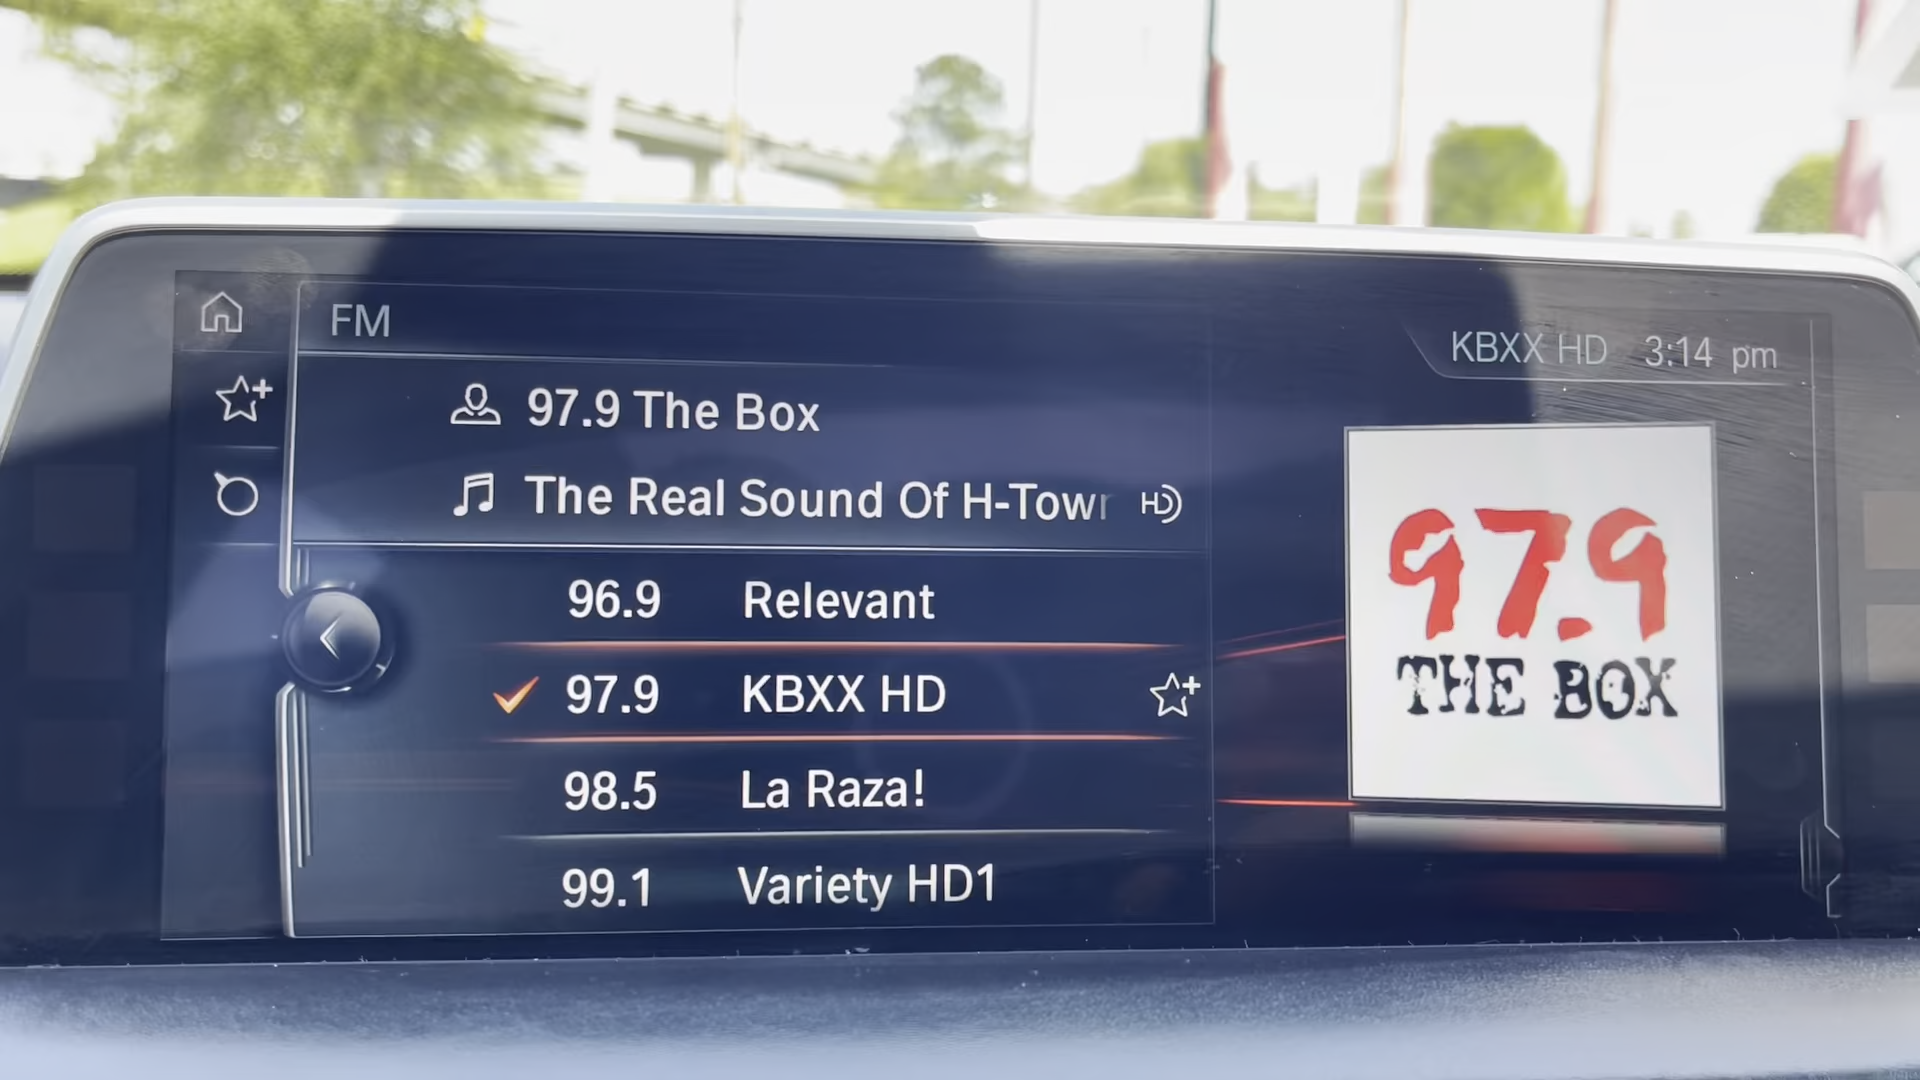 FM
KBXX HD 3:14 pm
97.9 The Box
The Real Sound Of H-Town
HD
96.9 Relevant
97.9 KBXX HD
98.5 La Raza!
99.1 Variety HD1
97.9
THE BOX